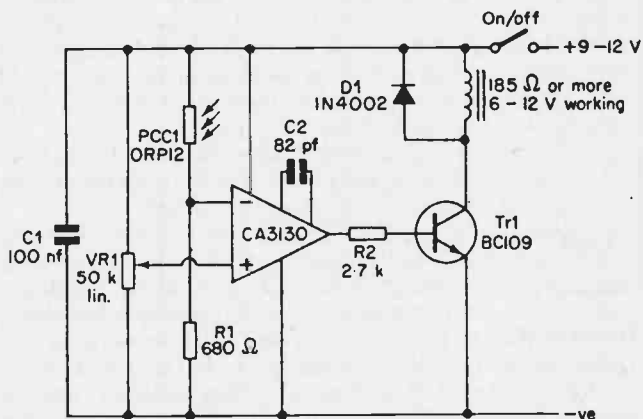 On/off
+9-12 V
D1
1N4002
185 Ω or more
6-12 V working
PCC1
ORP12
C2
82 pf
−
CA3130
+
Tr1
BC109
C1
100 nf
VR1
50 k
lin.
R2
2.7 k
R1
680 Ω
−ve